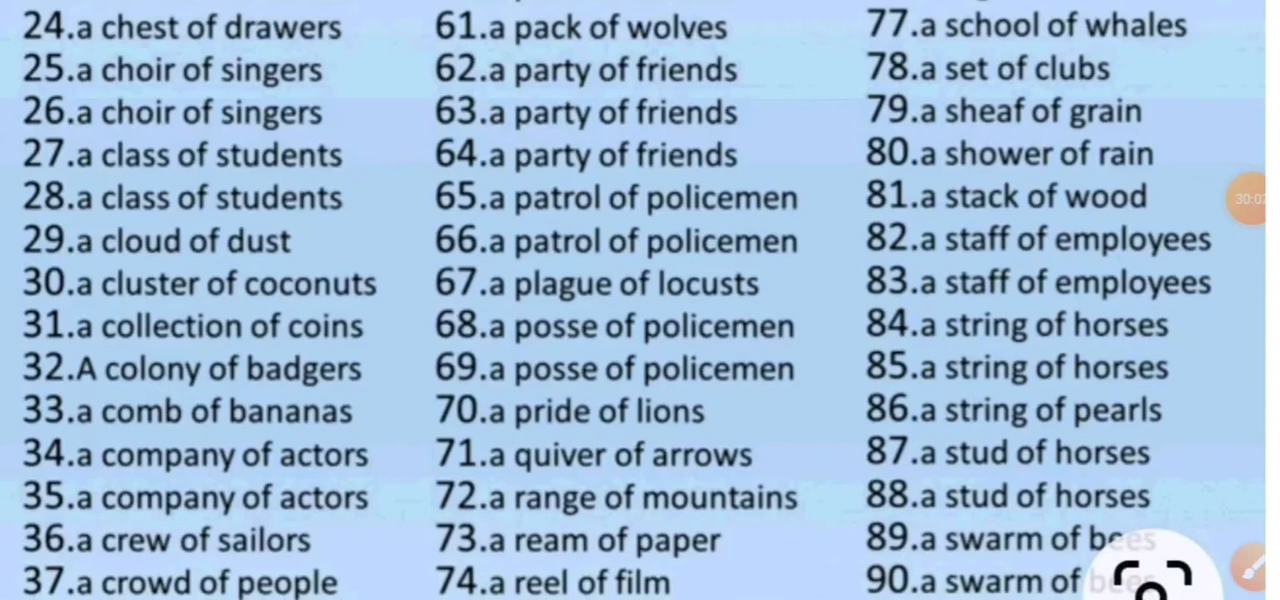 24.a chest of drawers
25.a choir of singers
26.a choir of singers
27.a class of students
28.a class of students
29.a cloud of dust
30.a cluster of coconuts
31.a collection of coins
32.A colony of badgers
33.a comb of bananas
34.a company of actors
35.a company of actors
36.a crew of sailors
37.a crowd of people
61.a pack of wolves
62.a party of friends
63.a party of friends
64.a party of friends
65.a patrol of policemen
66.a patrol of policemen
67.a plague of locusts
68.a posse of policemen
69.a posse of policemen
70.a pride of lions
71.a quiver of arrows
72.a range of mountains
73.a ream of paper
74.a reel of film
77.a school of whales
78.a set of clubs
79.a sheaf of grain
80.a shower of rain
81.a stack of wood
82.a staff of employees
83.a staff of employees
84.a string of horses
85.a string of horses
86.a string of pearls
87.a stud of horses
88.a stud of horses
89.a swarm of bees
90.a swarm of bees